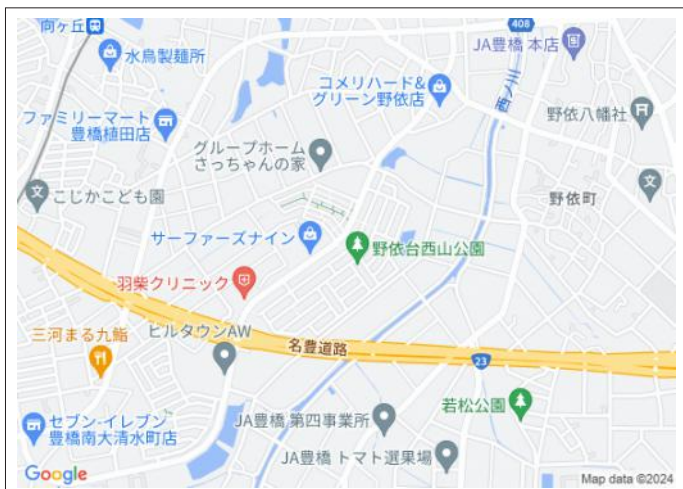 向ヶ丘
水鳥製麺所
408
JA豊橋 本店
コメリハード&
グリーン野依店
西ノ川
野依八幡社
ファミリーマート
豊橋植田店
グループホーム
さっちゃんの家
こじかこども園
野依町
サーファーズナイン
野依台西山公園
羽柴クリニック
ヒルタウンAW
名豊道路
三河まる九鮨
23
若松公園
セブン-イレブン
豊橋南大清水町店
JA豊橋 第四事業所
JA豊橋 トマト選果場
Google
Map data ©2024